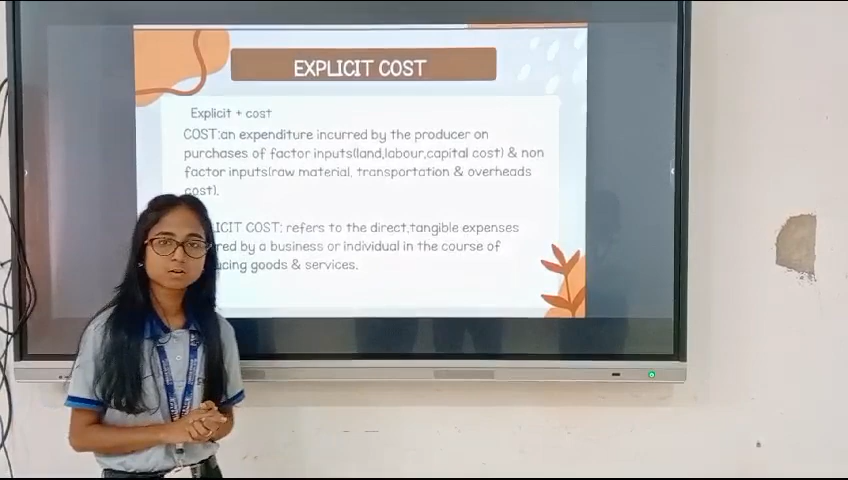 EXPLICIT COST
Explicit + cost
COST:an expenditure incurred by the producer on
purchases of factor inputs(land,labour,capital cost) & non
factor inputs(raw material, transportation & overheads
cost).
LICIT COST: refers to the direct,tangible expenses
red by a business or individual in the course of
cing goods & services.